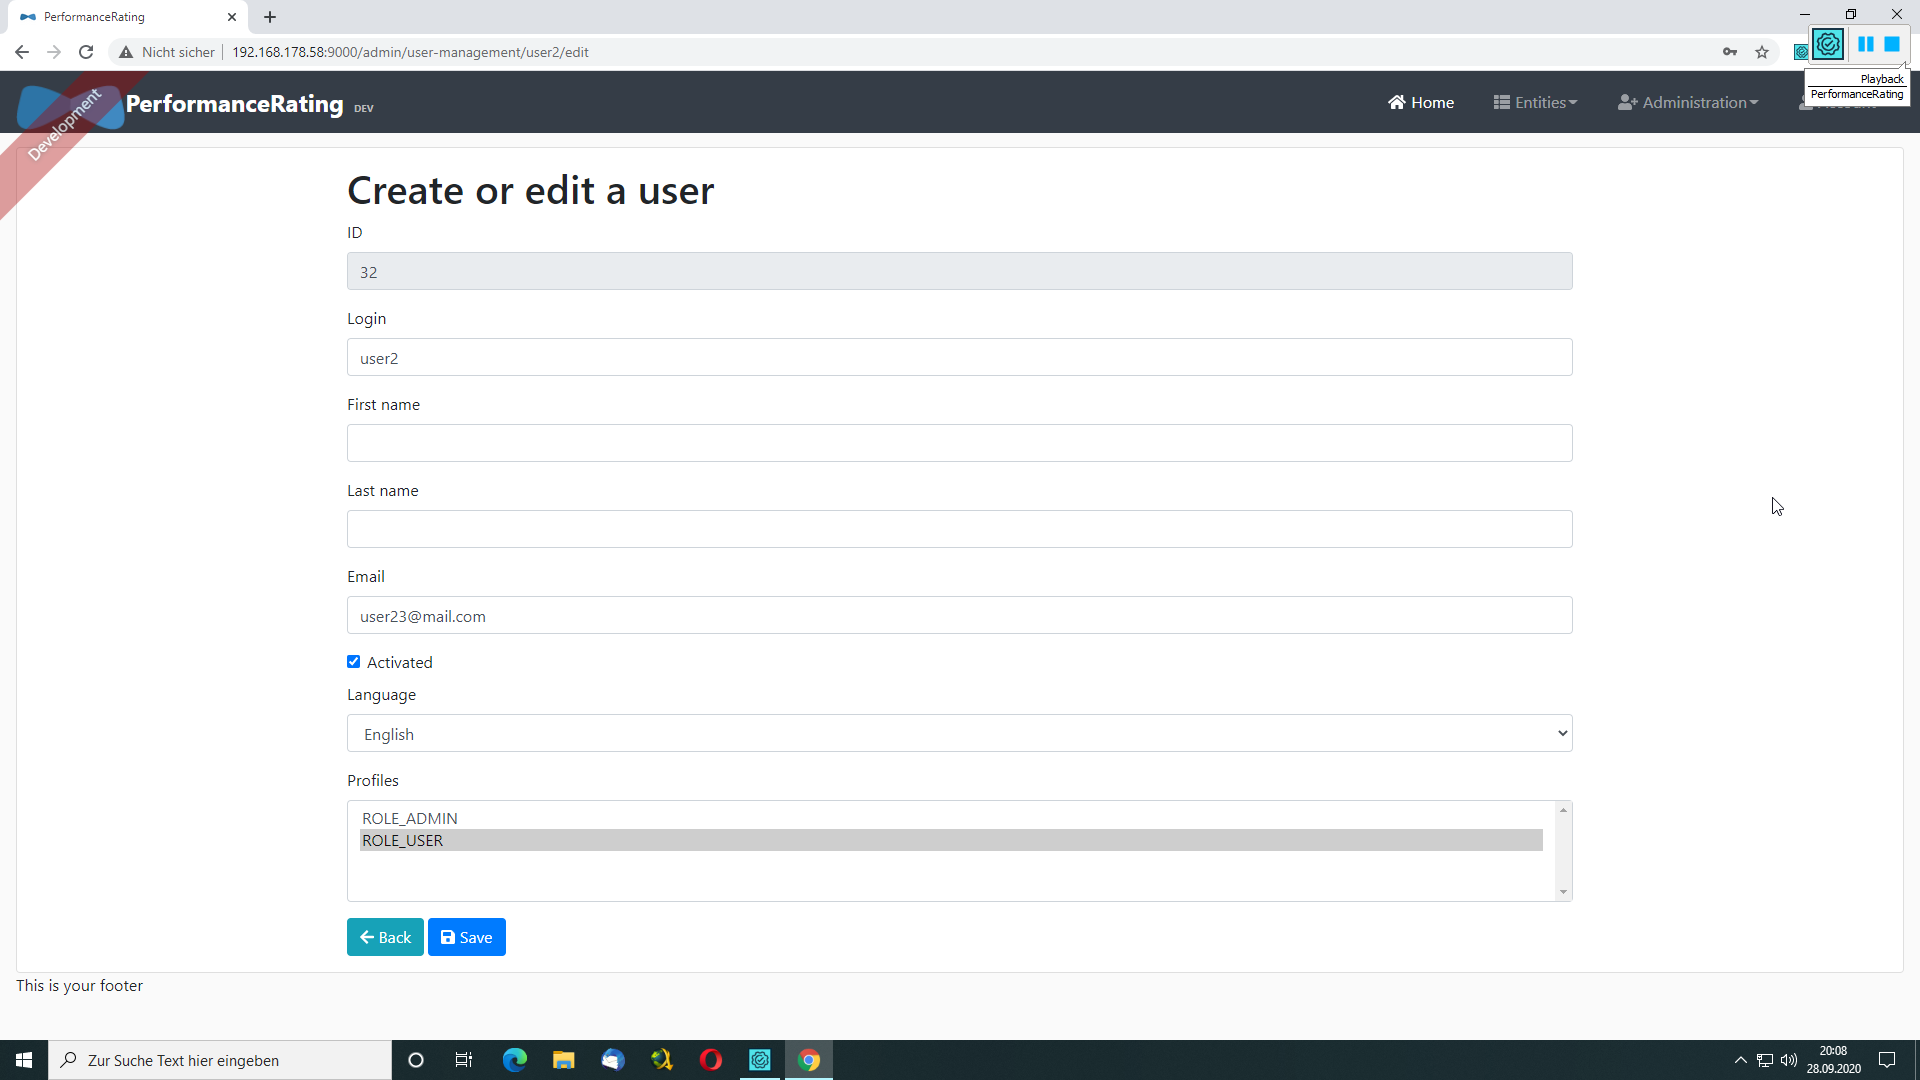 PerformanceRating
Nicht sicher 192.168.178.58:9000/admin/user-management/user2/edit
Playback
PerformanceRating
Development
PerformanceRating DEV
Home Entities Administration
Create or edit a user
ID
32
Login
user2
First name
Last name
Email
user23@mail.com
Activated
Language
English
Profiles
ROLE_ADMIN
ROLE_USER
Back Save
This is your footer
Zur Suche Text hier eingeben
20:08
28.09.2020